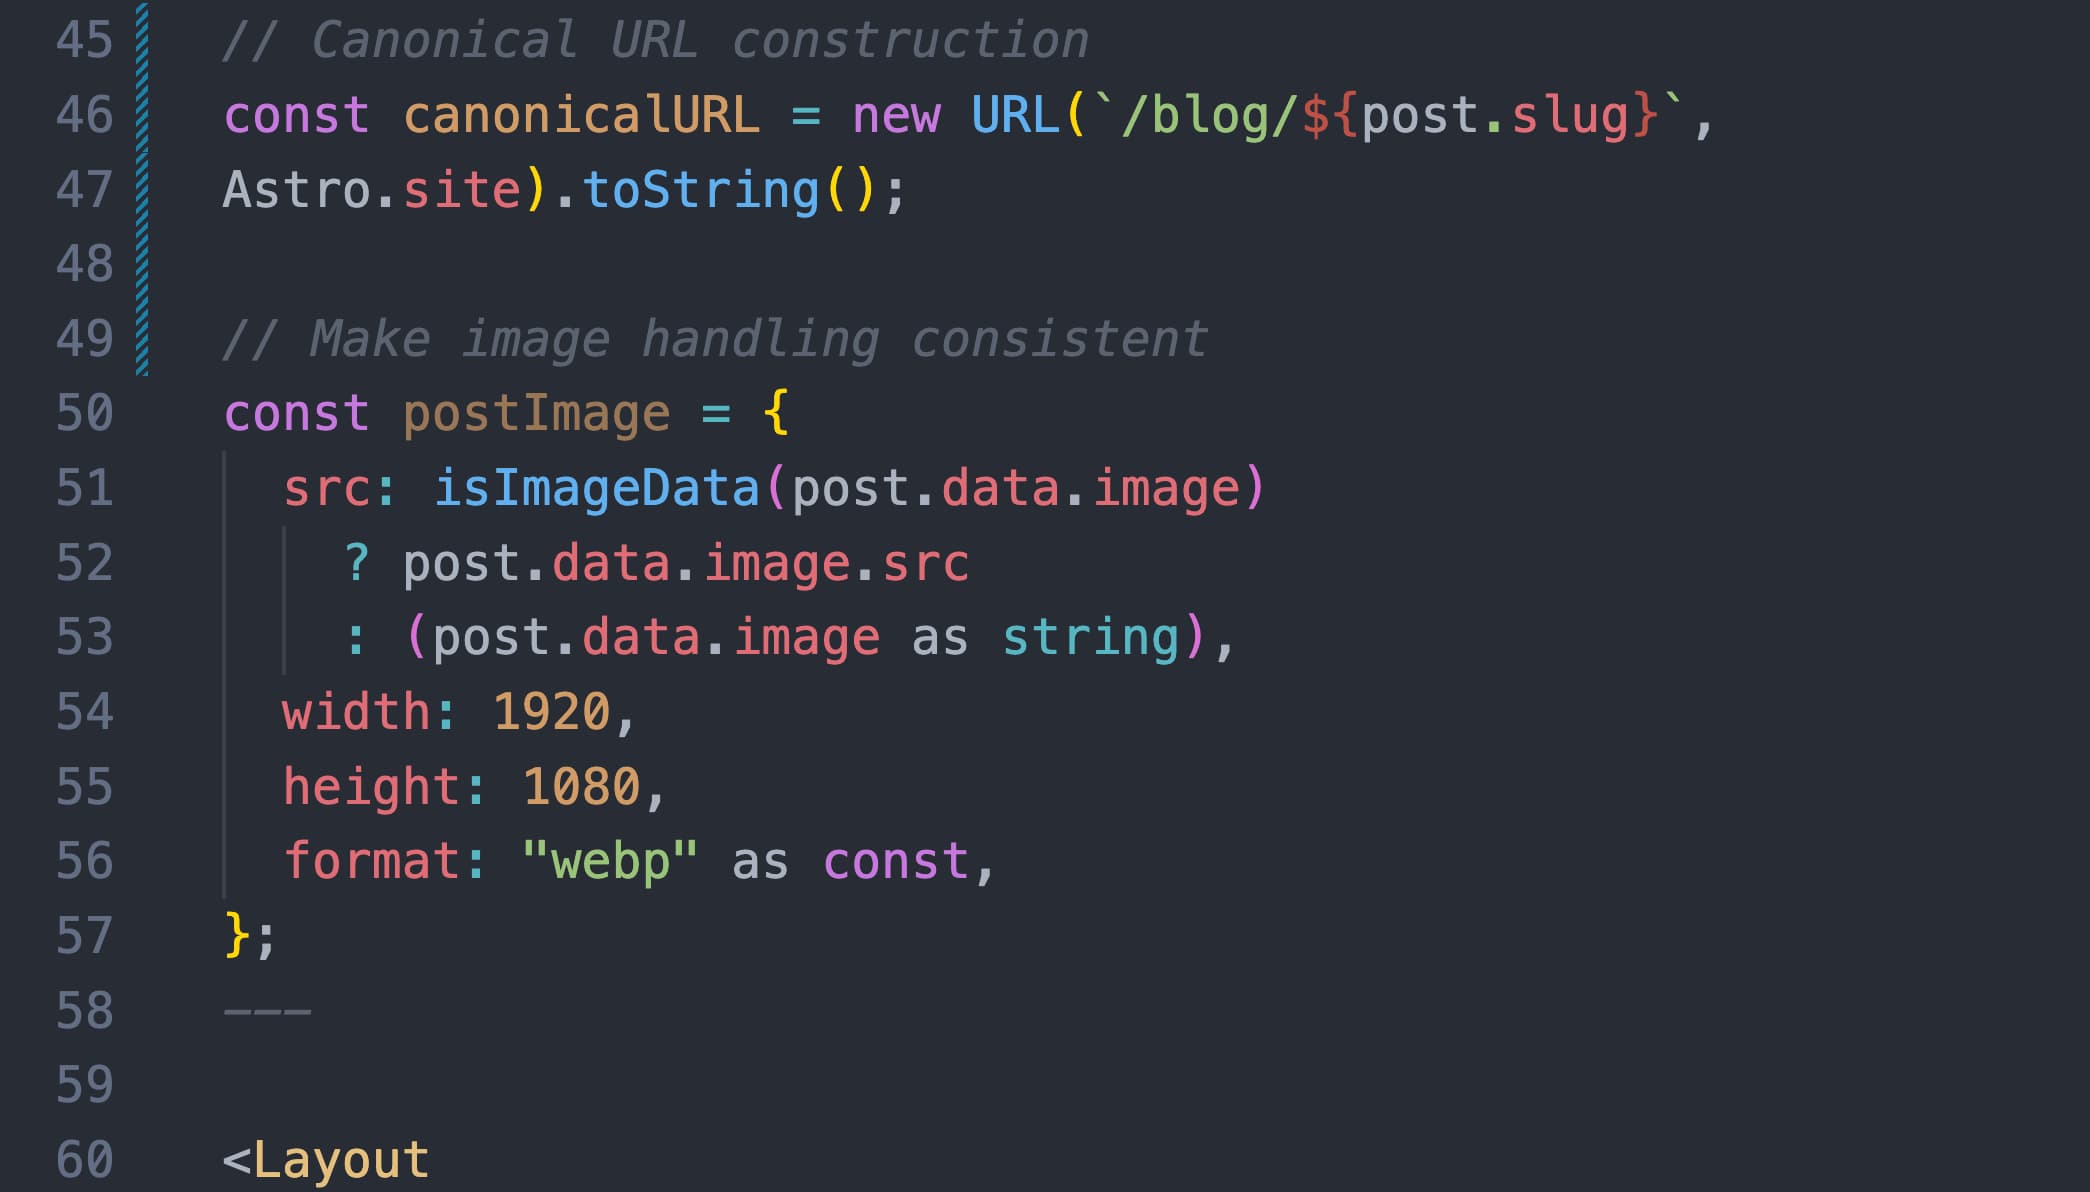 45 // Canonical URL construction
46 const canonicalURL = new URL(`/blog/${post.slug}`,
47 Astro.site).toString();
48
49 // Make image handling consistent
50 const postImage = {
51 src: isImageData(post.data.image)
52 ? post.data.image.src
53 : (post.data.image as string),
54 width: 1920,
55 height: 1080,
56 format: "webp" as const,
57 };
58 ---
59
60 <Layout